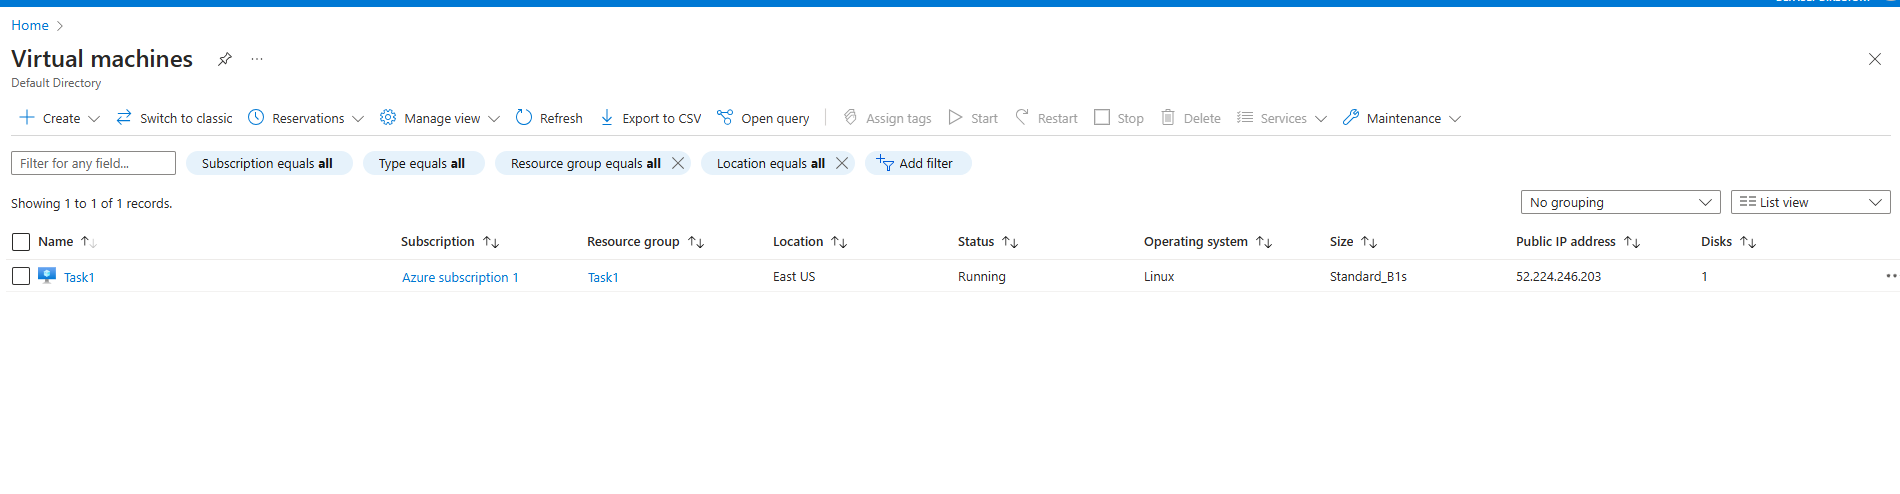 Home
Virtual machines
Default Directory
Create Switch to classic Reservations Manage view Refresh Export to CSV Open query Assign tags Start Restart Stop Delete Services Maintenance
Filter for any field... Subscription equals all Type equals all Resource group equals all Location equals all Add filter
Showing 1 to 1 of 1 records. No grouping List view
Name Subscription Resource group Location Status Operating system Size Public IP address Disks
Task1 Azure subscription 1 Task1 East US Running Linux Standard_B1s 52.224.246.203 1